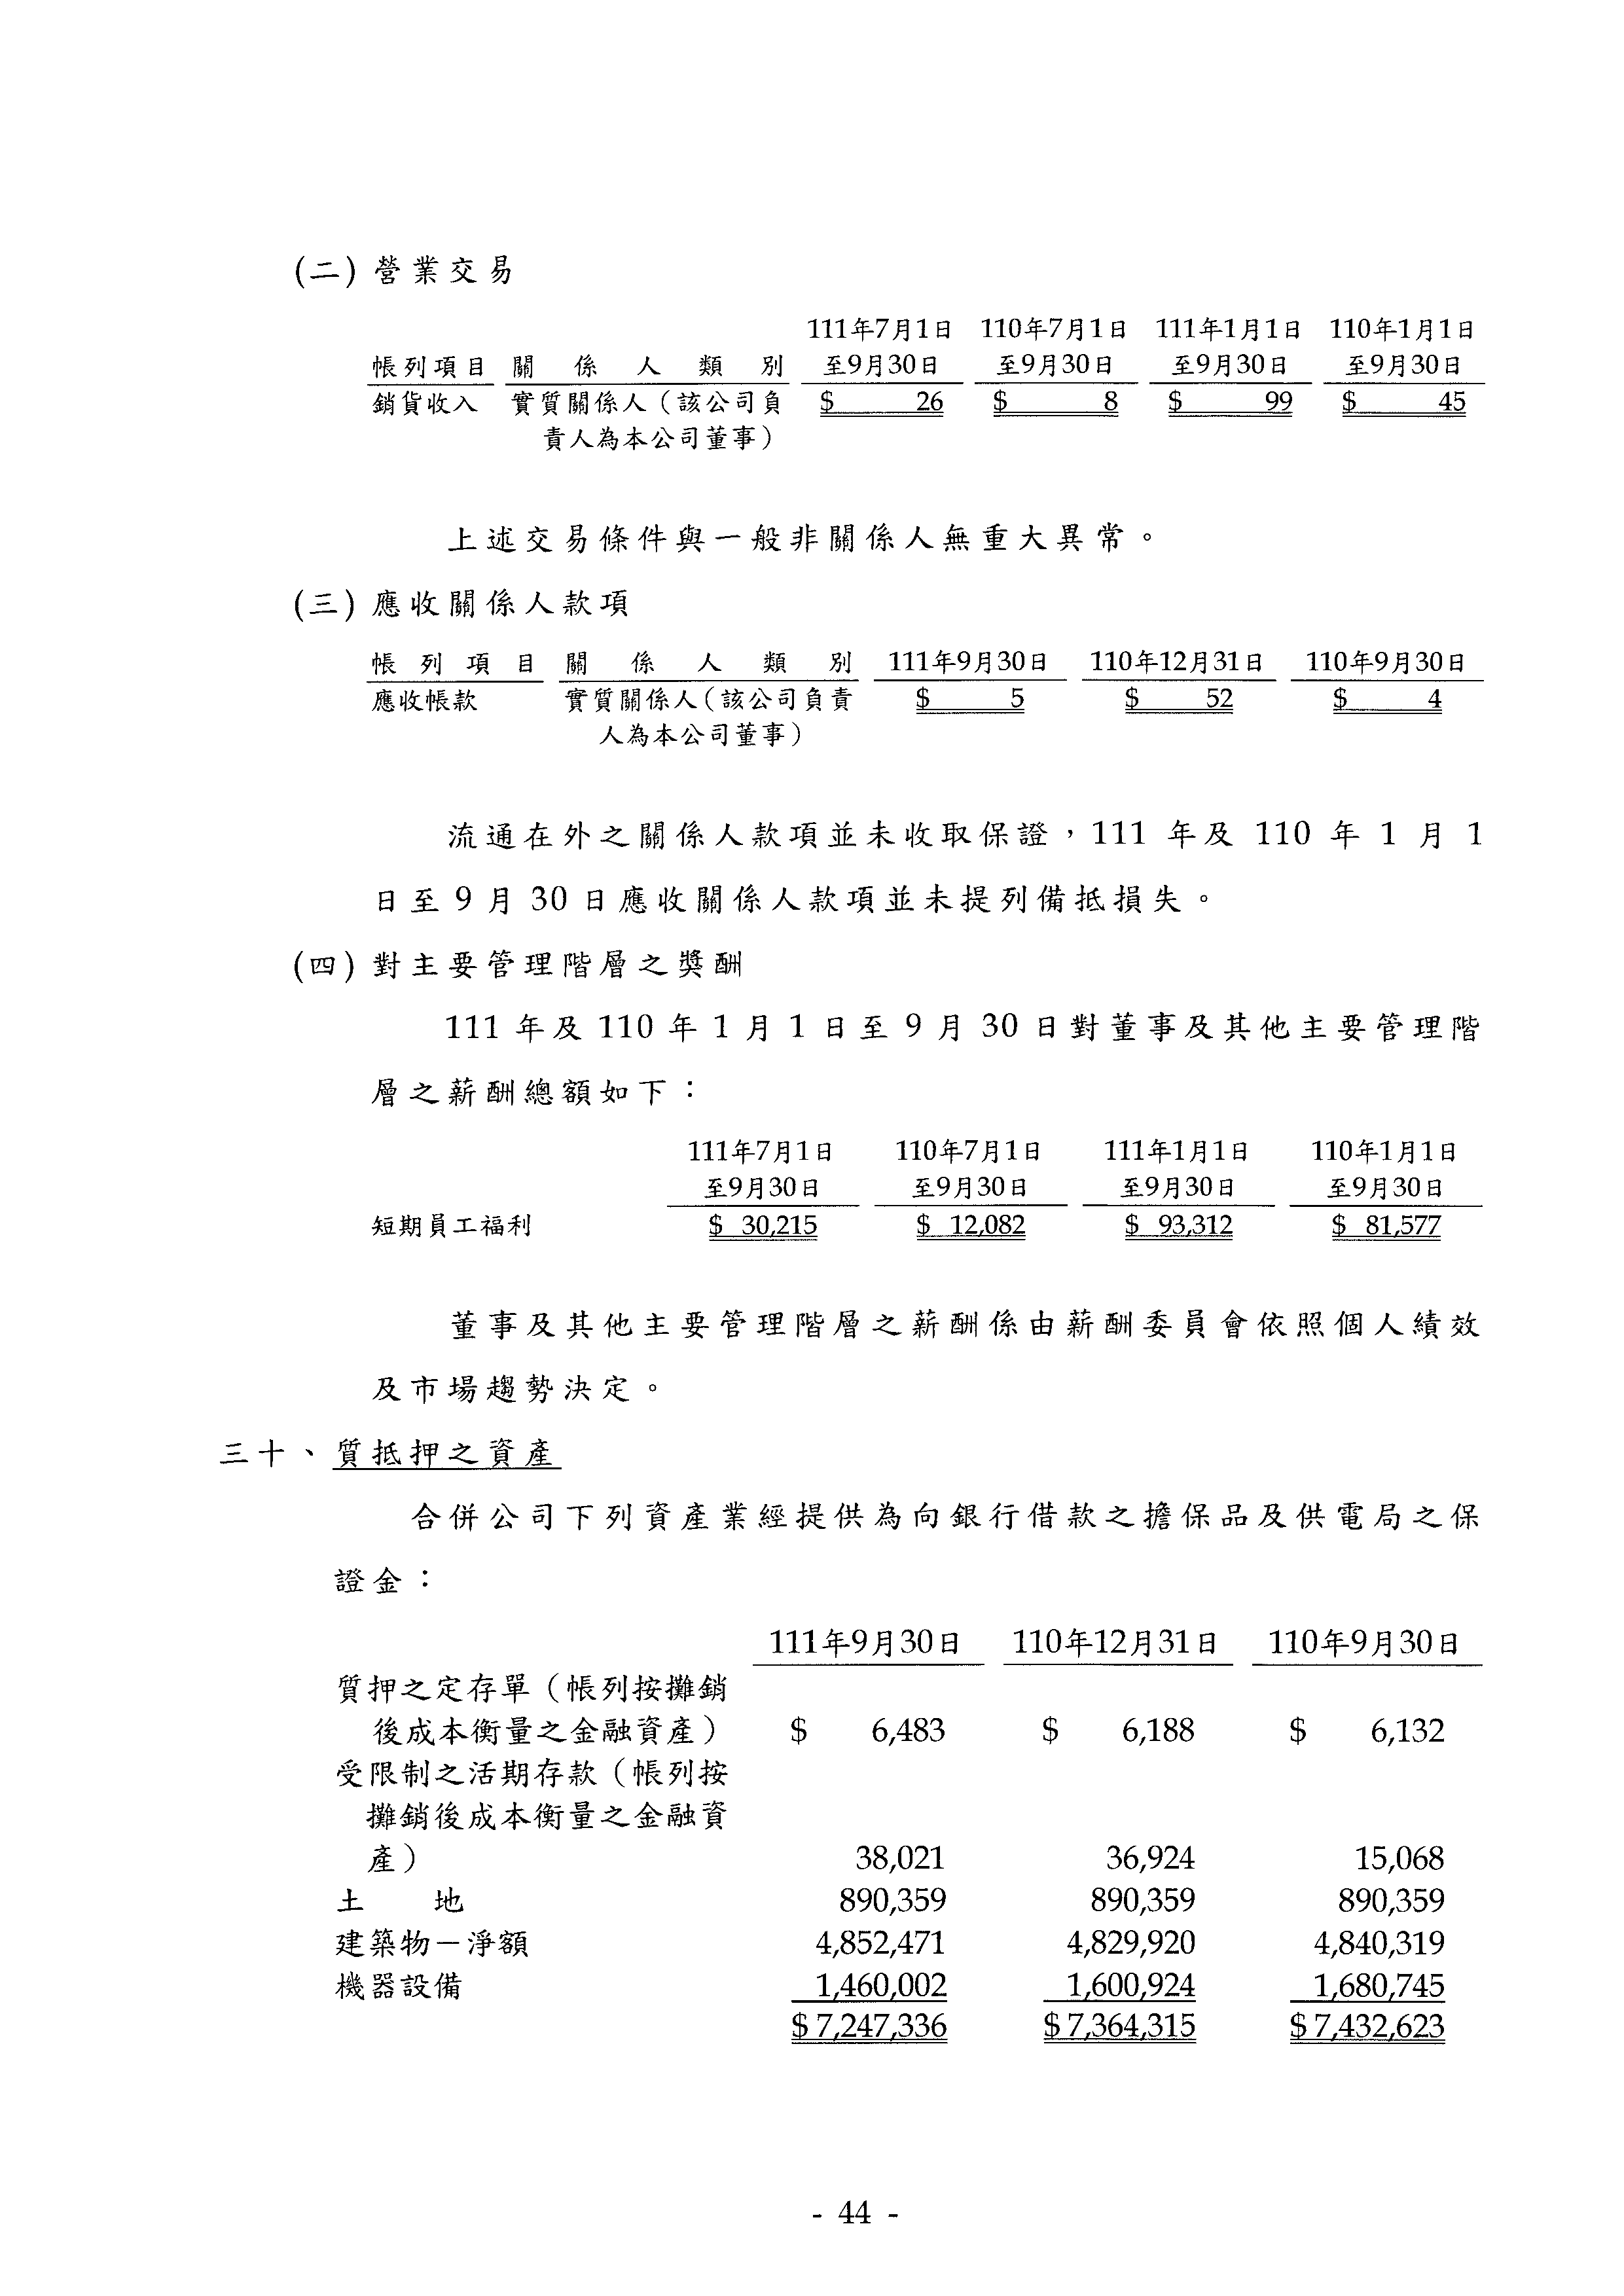 (二) 營業交易
111年7月1日 110年7月1日 111年1月1日 110年1月1日
帳列項目 關係人類別 至9月30日 至9月30日 至9月30日 至9月30日
銷貨收入 實質關係人（該公司負 $ 26 $ 8 $ 99 $ 45
責人為本公司董事）
上述交易條件與一般非關係人無重大異常。
(三) 應收關係人款項
帳列項目 關係人類別 111年9月30日 110年12月31日 110年9月30日
應收帳款 實質關係人（該公司負責 $ 5 $ 52 $ 4
人為本公司董事）
流通在外之關係人款項並未收取保證，111 年及 110 年 1 月 1
日至 9 月 30 日應收關係人款項並未提列備抵損失。
(四) 對主要管理階層之獎酬
111 年及 110 年 1 月 1 日至 9 月 30 日對董事及其他主要管理階
層之薪酬總額如下：
111年7月1日 110年7月1日 111年1月1日 110年1月1日
至9月30日 至9月30日 至9月30日 至9月30日
短期員工福利 $ 30,215 $ 12,082 $ 93,312 $ 81,577
董事及其他主要管理階層之薪酬係由薪酬委員會依照個人績效
及市場趨勢決定。
三十、質抵押之資產
合併公司下列資產業經提供為向銀行借款之擔保品及供電局之保
證金：
111年9月30日 110年12月31日 110年9月30日
質押之定存單（帳列按攤銷
後成本衡量之金融資產） $ 6,483 $ 6,188 $ 6,132
受限制之活期存款（帳列按
攤銷後成本衡量之金融資
產） 38,021 36,924 15,068
土地 890,359 890,359 890,359
建築物－淨額 4,852,471 4,829,920 4,840,319
機器設備 1,460,002 1,600,924 1,680,745
$ 7,247,336 $ 7,364,315 $ 7,432,623
- 44 -